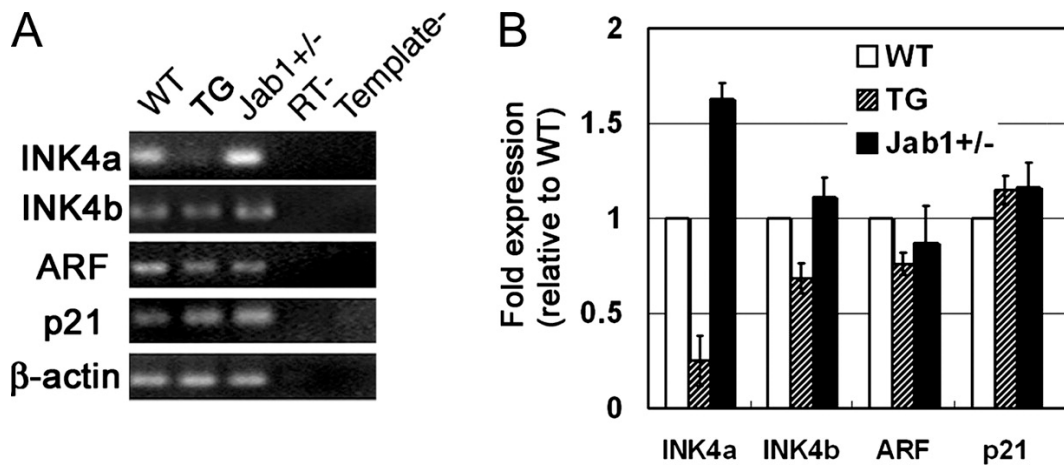 A
WT TG Jab1+/- RT- Template-
INK4a
INK4b
ARF
p21
β-actin
B
Fold expression
(relative to WT)
2
1.5
1
0.5
0
WT
TG
Jab1+/-
INK4a INK4b ARF p21